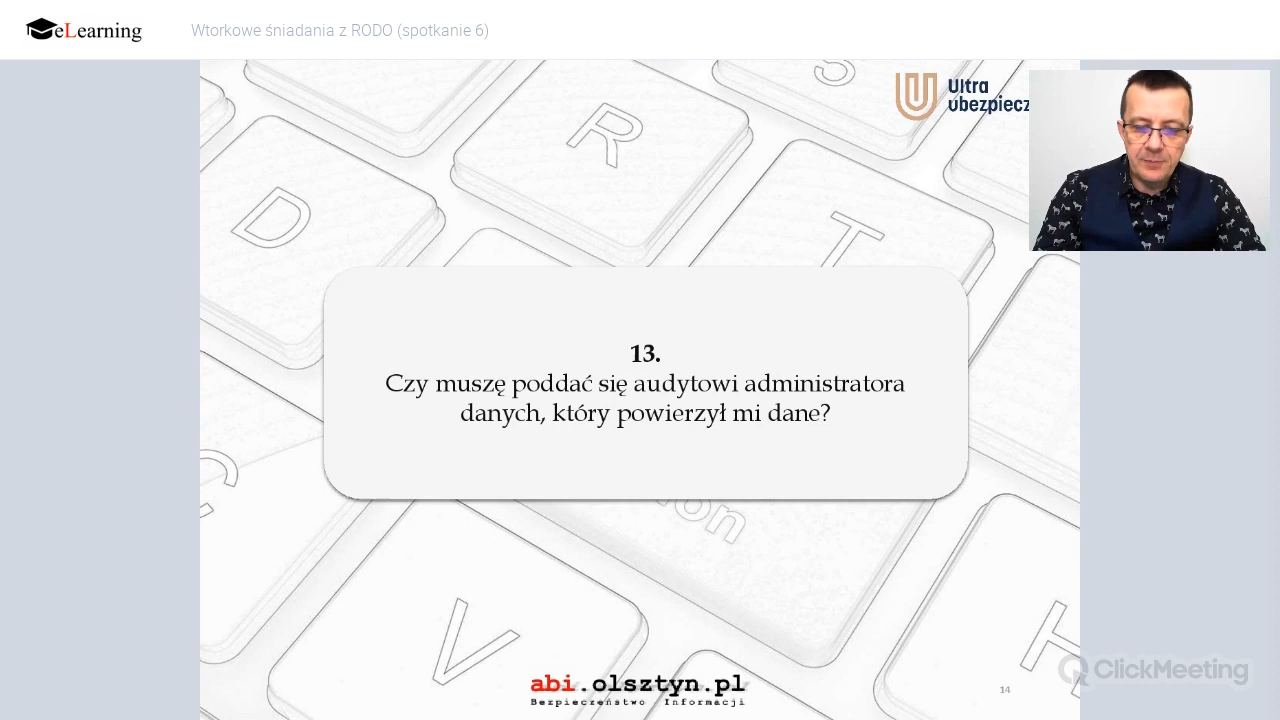 eLearning
Wtorkowe śniadania z RODO (spotkanie 6)
Ultra
ubezpiecz
R
S
D
T
13.
Czy muszę poddać się audytowi administratora
danych, który powierzył mi dane?
V
H
abi.olsztyn.pl
Bezpieczeństwo Informacji
14
ClickMeeting